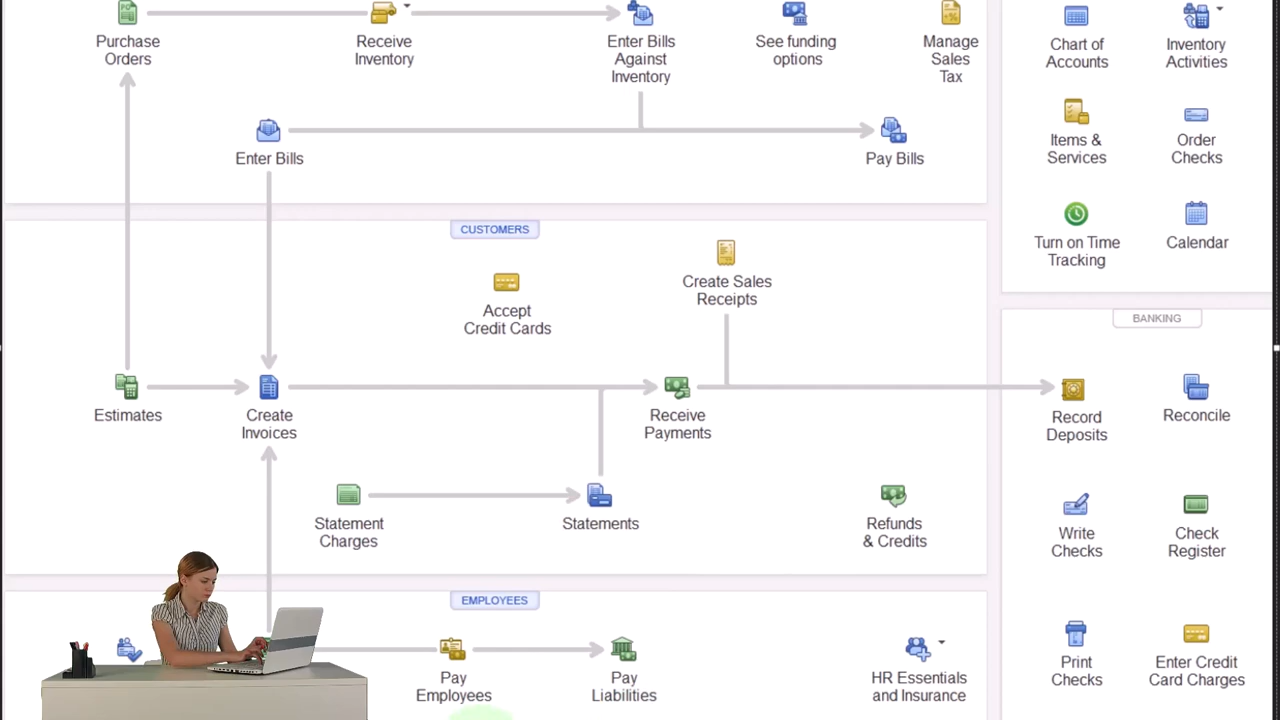 Purchase
Orders
Receive
Inventory
Enter Bills
Against
Inventory
See funding
options
Manage
Sales
Tax
Enter Bills
Pay Bills
Chart of
Accounts
Inventory
Activities
Items &
Services
Order
Checks
Turn on Time
Tracking
Calendar
CUSTOMERS
Accept
Credit Cards
Create Sales
Receipts
Estimates
Create
Invoices
Receive
Payments
Statement
Charges
Statements
Refunds
& Credits
BANKING
Record
Deposits
Reconcile
Write
Checks
Check
Register
Print
Checks
Enter Credit
Card Charges
EMPLOYEES
Pay
Employees
Pay
Liabilities
HR Essentials
and Insurance